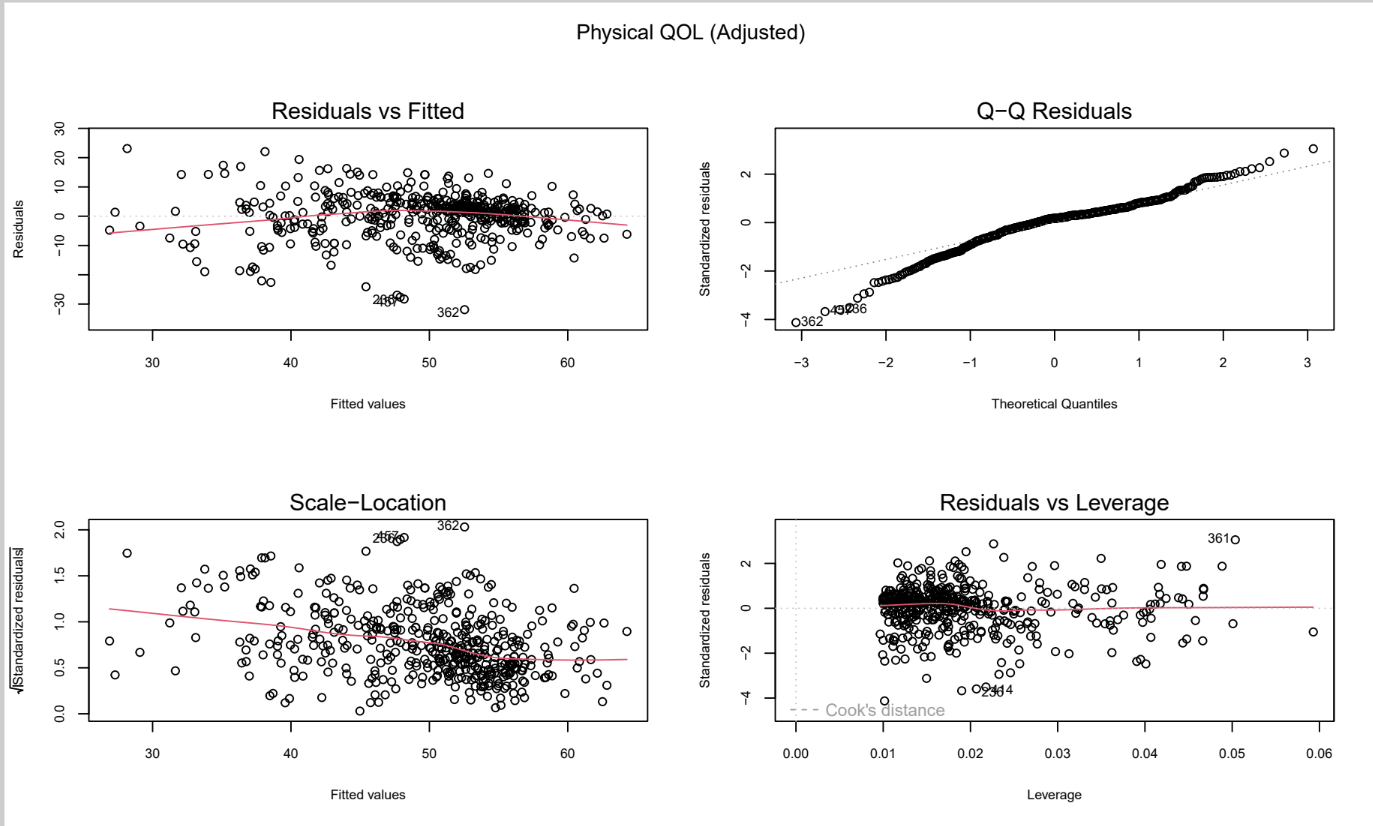 Physical QOL (Adjusted)
Residuals vs Fitted
Residuals
30
20
10
0
−10
−30
362
30 40 50 60
Fitted values
Q−Q Residuals
Standardized residuals
2
0
−2
−4
362
−3 −2 −1 0 1 2 3
Theoretical Quantiles
Scale−Location
√|Standardized residuals|
2.0
1.5
1.0
0.5
0.0
362
30 40 50 60
Fitted values
Residuals vs Leverage
Standardized residuals
2
0
−2
−4
361
Cook's distance
0.00 0.01 0.02 0.03 0.04 0.05 0.06
Leverage